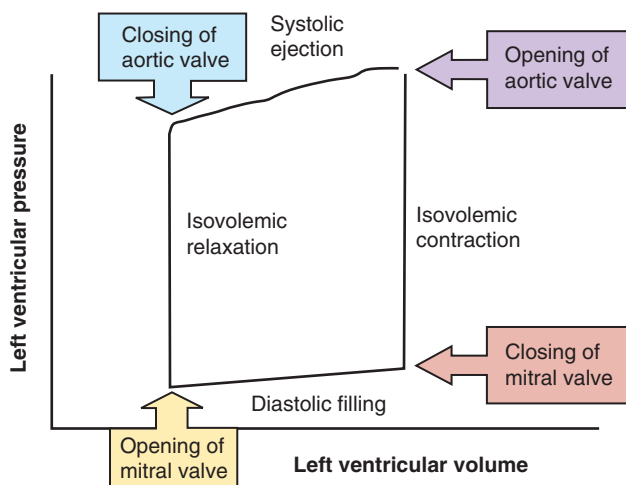 Closing of
aortic valve
Systolic
ejection
Opening of
aortic valve
Left ventricular pressure
Isovolemic
relaxation
Isovolemic
contraction
Closing of
mitral valve
Diastolic filling
Opening of
mitral valve
Left ventricular volume